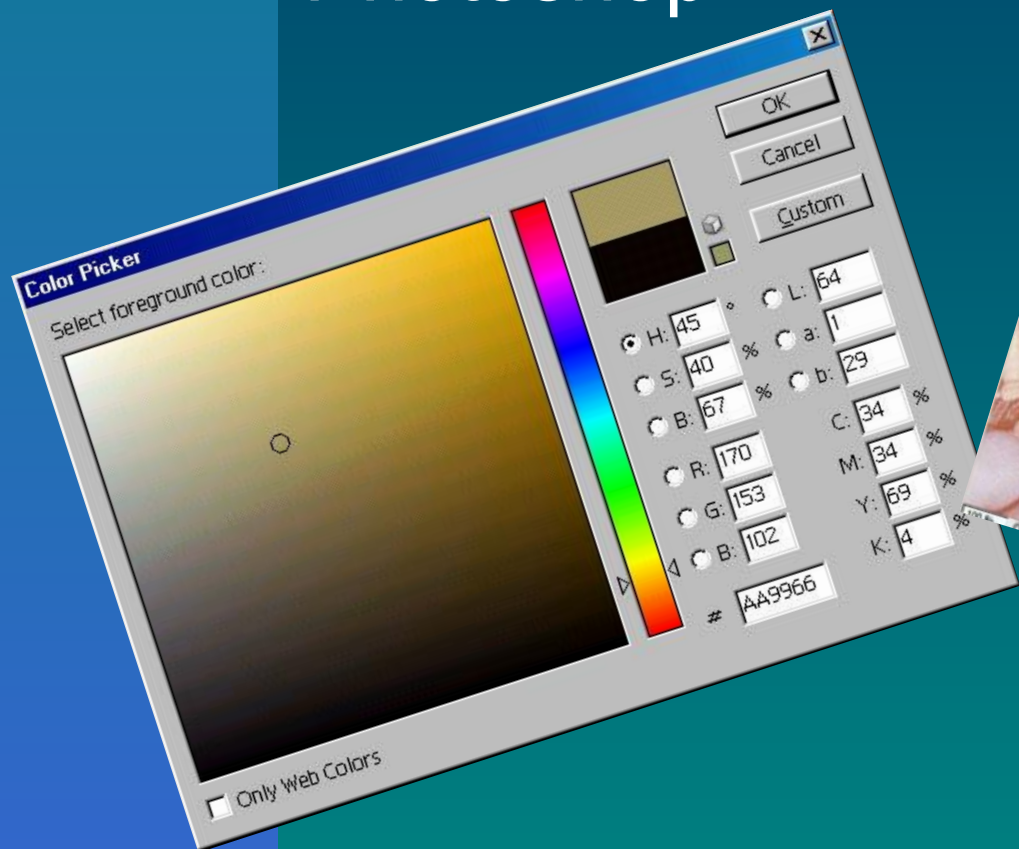 Photoshop
Color Picker
Select foreground color:
OK
Cancel
Custom
H: 45 °
S: 40 %
B: 67 %
L: 64
a: 1
b: 29
R: 170
G: 153
B: 102
C: 34 %
M: 34 %
Y: 69 %
K: 4 %
# AA9966
Only Web Colors